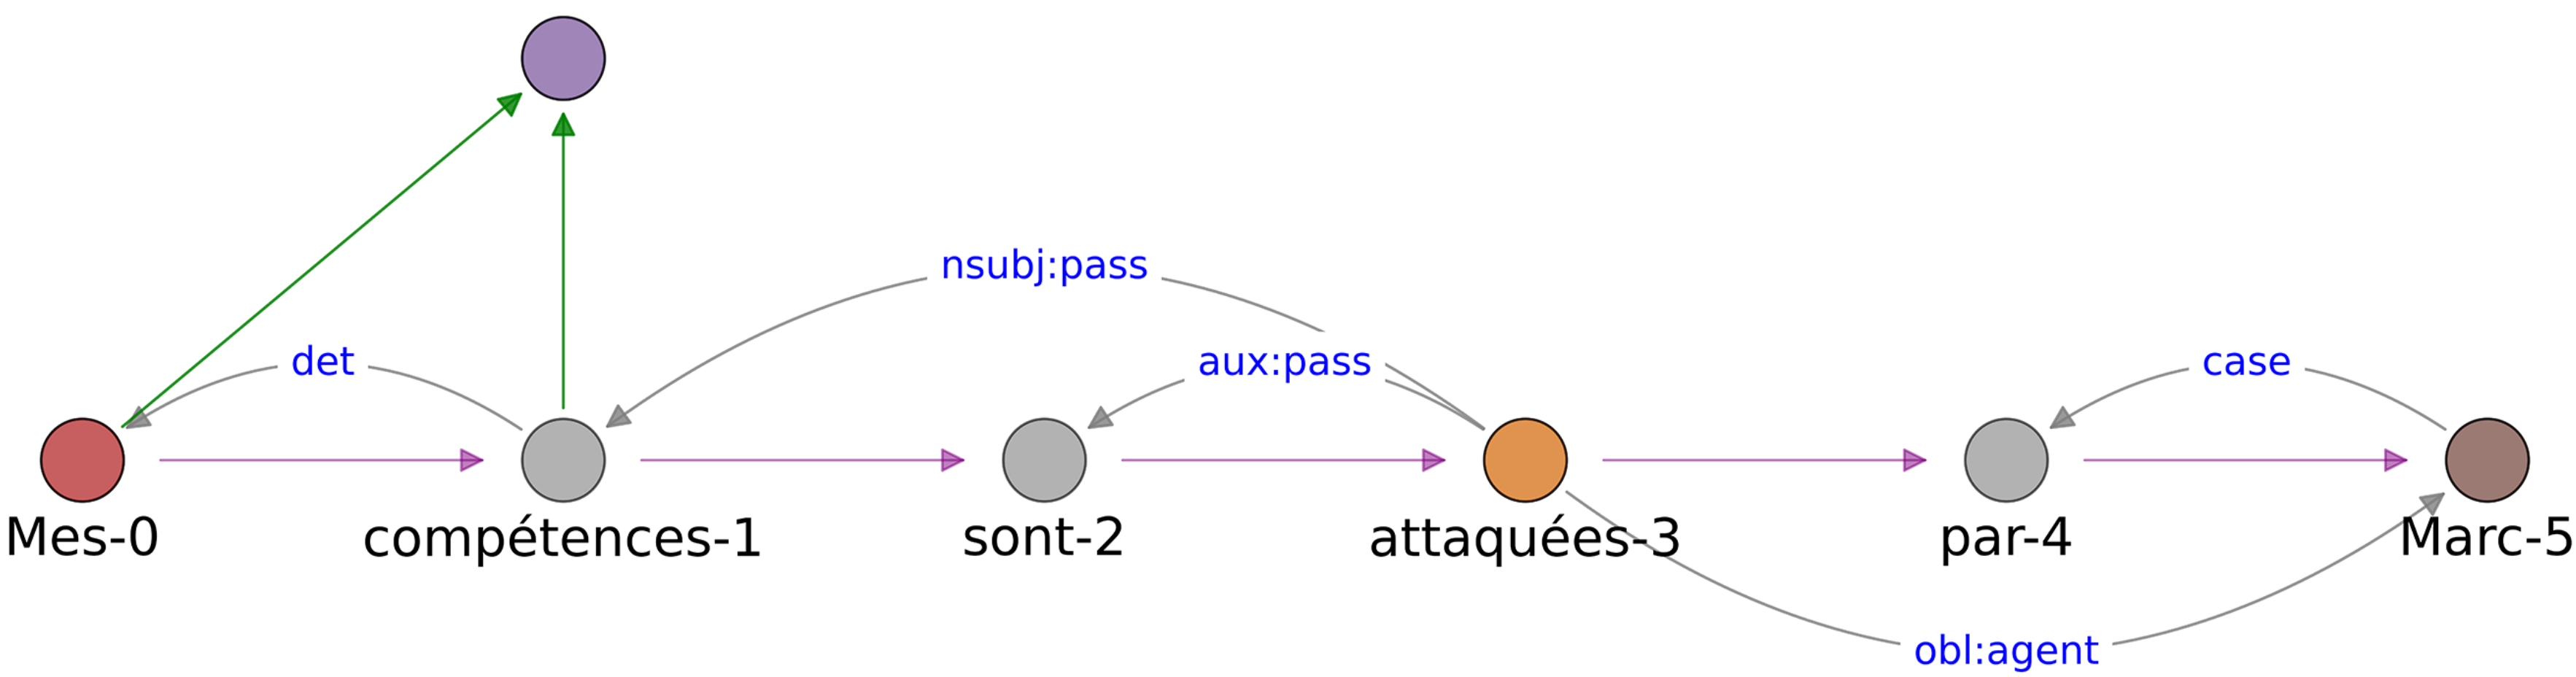 nsubj:pass
det
aux:pass
case
Mes-0 compétences-1 sont-2 attaquées-3 par-4 Marc-5
obl:agent